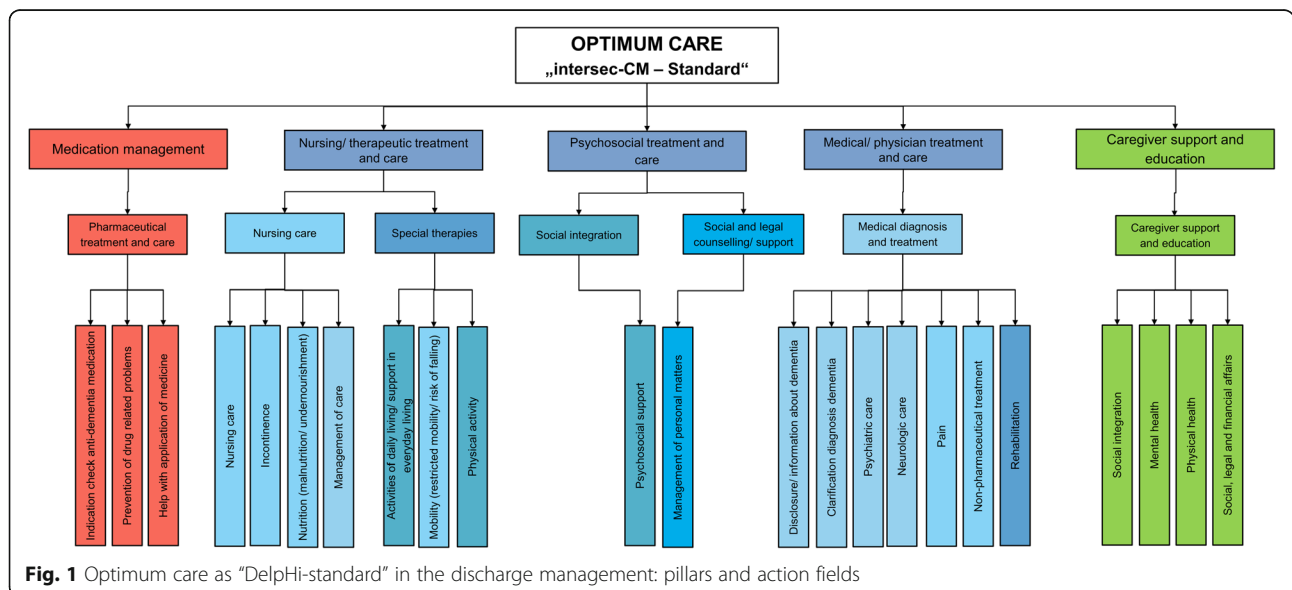 OPTIMUM CARE
„intersec-CM – Standard“
Medication management
Nursing/ therapeutic treatment
and care
Psychosocial treatment and
care
Medical/ physician treatment
and care
Caregiver support and
education
Pharmaceutical
treatment and care
Nursing care
Special therapies
Social integration
Social and legal
counselling/ support
Medical diagnosis
and treatment
Caregiver support
and education
Indication check anti-dementia medication
Prevention of drug related problems
Help with application of medicine
Nursing care
Incontinence
Nutrition (malnutrition/ undernourishment)
Management of care
Activities of daily living/ support in
everyday living
Mobility (restricted mobility/ risk of falling)
Physical activity
Psychosocial support
Management of personal matters
Disclosure/ information about dementia
Clarification diagnosis dementia
Psychiatric care
Neurologic care
Pain
Non-pharmaceutical treatment
Rehabilitation
Social integration
Mental health
Physical health
Social, legal and financial affairs
Fig. 1 Optimum care as “DelpHi-standard” in the discharge management: pillars and action fields